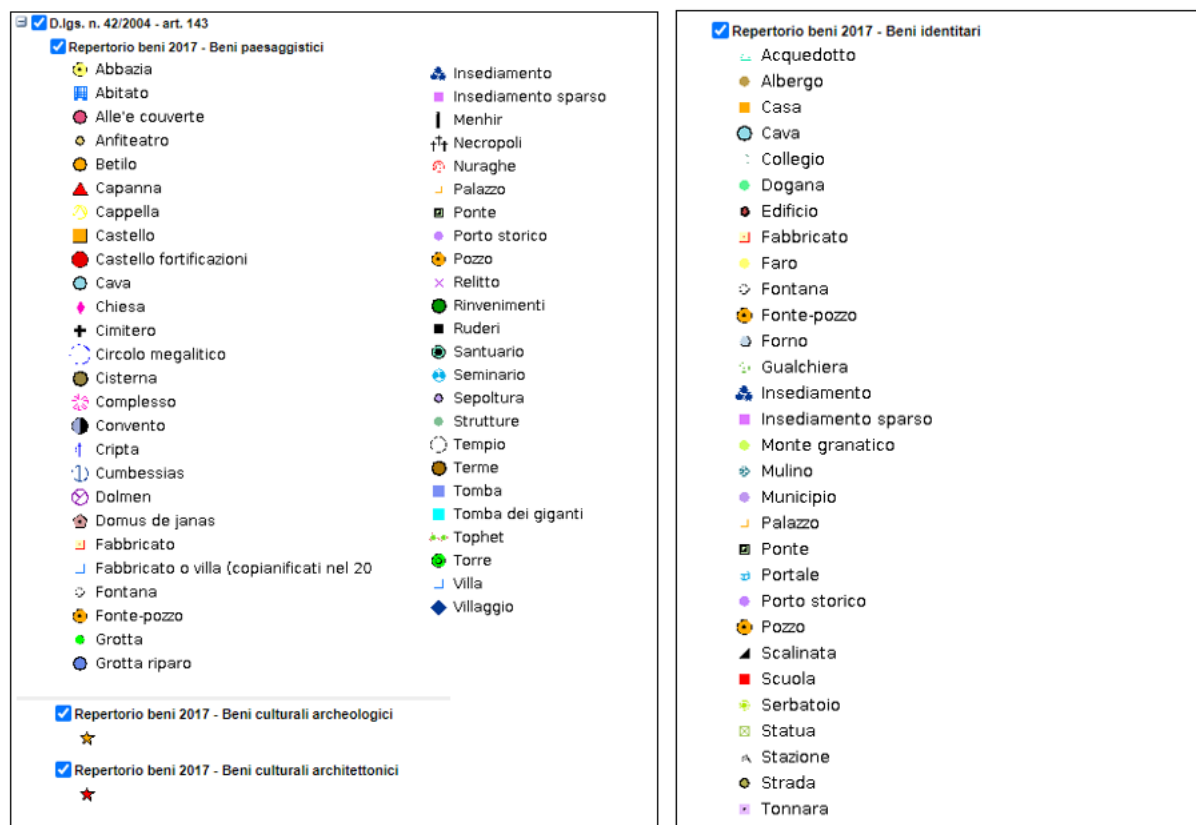 D.lgs. n. 42/2004 - art. 143
Repertorio beni 2017 - Beni paesaggistici
Abbazia
Abitato
Alle'e couverte
Anfiteatro
Betilo
Capanna
Cappella
Castello
Castello fortificazioni
Cava
Chiesa
Cimitero
Circolo megalitico
Cisterna
Complesso
Convento
Cripta
Cumbessias
Dolmen
Domus de janas
Fabbricato
Fabbricato o villa (copianificati nel 20
Fontana
Fonte-pozzo
Grotta
Grotta riparo
Insediamento
Insediamento sparso
Menhir
Necropoli
Nuraghe
Palazzo
Ponte
Porto storico
Pozzo
Relitto
Rinvenimenti
Ruderi
Santuario
Seminario
Sepoltura
Strutture
Tempio
Terme
Tomba
Tomba dei giganti
Tophet
Torre
Villa
Villaggio
Repertorio beni 2017 - Beni culturali archeologici
Repertorio beni 2017 - Beni culturali architettonici
Repertorio beni 2017 - Beni identitari
Acquedotto
Albergo
Casa
Cava
Collegio
Dogana
Edificio
Fabbricato
Faro
Fontana
Fonte-pozzo
Forno
Gualchiera
Insediamento
Insediamento sparso
Monte granatico
Mulino
Municipio
Palazzo
Ponte
Portale
Porto storico
Pozzo
Scalinata
Scuola
Serbatoio
Statua
Stazione
Strada
Tonnara